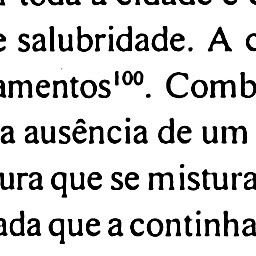 toda a cidade e
e salubridade. A
amentos¹⁰⁰. Comb
a ausência de um
ura que se mistura
ada que a continha